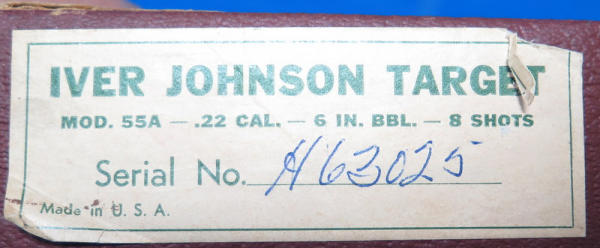 IVER JOHNSON TARGET
MOD. 55A — .22 CAL. — 6 IN. BBL. — 8 SHOTS
Serial No. H63025
Made in U. S. A.